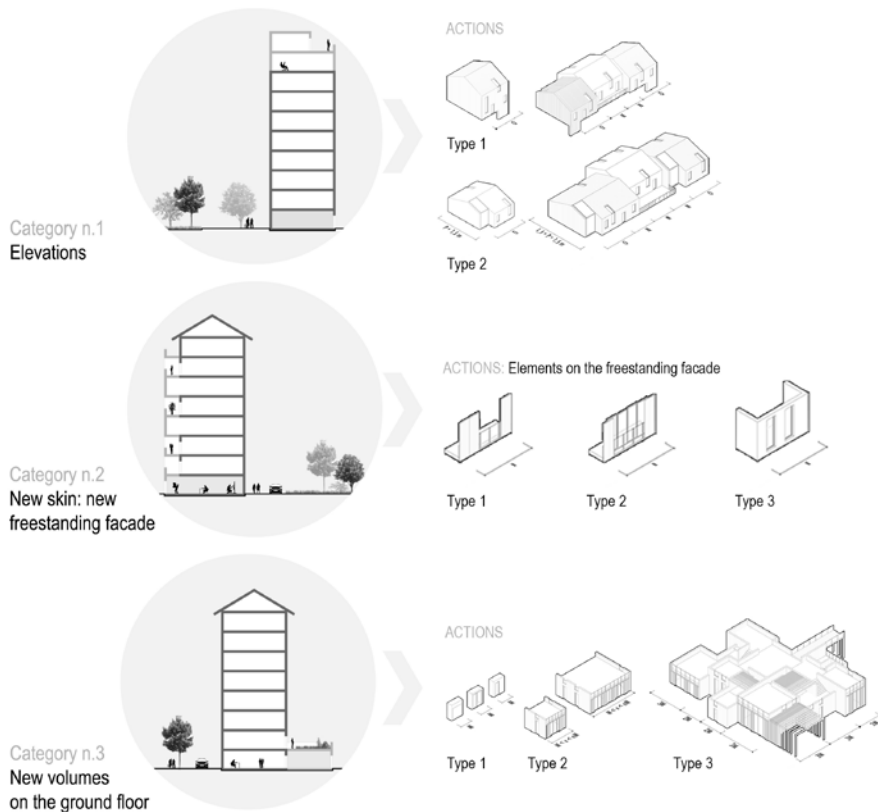 ACTIONS
Type 1
Type 2
Category n.1
Elevations
ACTIONS: Elements on the freestanding facade
Type 1
Type 2
Type 3
Category n.2
New skin: new
freestanding facade
ACTIONS
Type 1
Type 2
Type 3
Category n.3
New volumes
on the ground floor